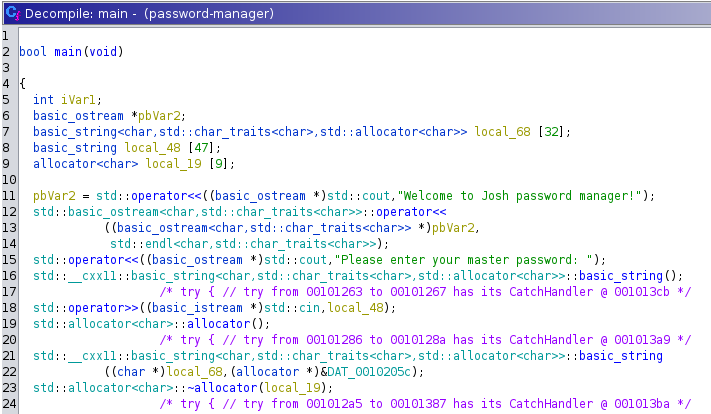 Decompile: main - (password-manager)
1
2 bool main(void)
3
4 {
5 int iVar1;
6 basic_ostream *pbVar2;
7 basic_string<char,std::char_traits<char>,std::allocator<char>> local_68 [32];
8 basic_string local_48 [47];
9 allocator<char> local_19 [9];
10
11 pbVar2 = std::operator<<((basic_ostream *)std::cout,"Welcome to Josh password manager!");
12 std::basic_ostream<char,std::char_traits<char>>::operator<<
13 ((basic_ostream<char,std::char_traits<char>> *)pbVar2,
14 std::endl<char,std::char_traits<char>>);
15 std::operator<<((basic_ostream *)std::cout,"Please enter your master password: ");
16 std::__cxx11::basic_string<char,std::char_traits<char>,std::allocator<char>>::basic_string();
17 /* try { // try from 00101263 to 00101267 has its CatchHandler @ 001013cb */
18 std::operator>>((basic_istream *)std::cin,local_48);
19 std::allocator<char>::allocator();
20 /* try { // try from 00101286 to 0010128a has its CatchHandler @ 001013a9 */
21 std::__cxx11::basic_string<char,std::char_traits<char>,std::allocator<char>>::basic_string
22 ((char *)local_68,(allocator *)&DAT_0010205c);
23 std::allocator<char>::~allocator(local_19);
24 /* try { // try from 001012a5 to 00101387 has its CatchHandler @ 001013ba */